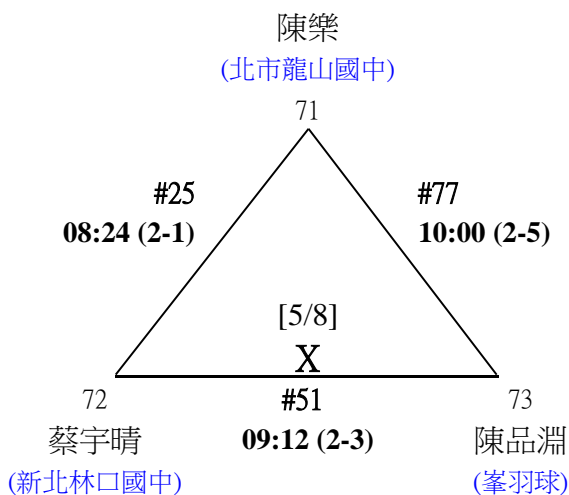 陳樂
(北市龍山國中)
71
#25
08:24 (2-1)
#77
10:00 (2-5)
[5/8]
X
72
#51
73
蔡宇晴
09:12 (2-3)
陳品淵
(新北林口國中)
(峯羽球)